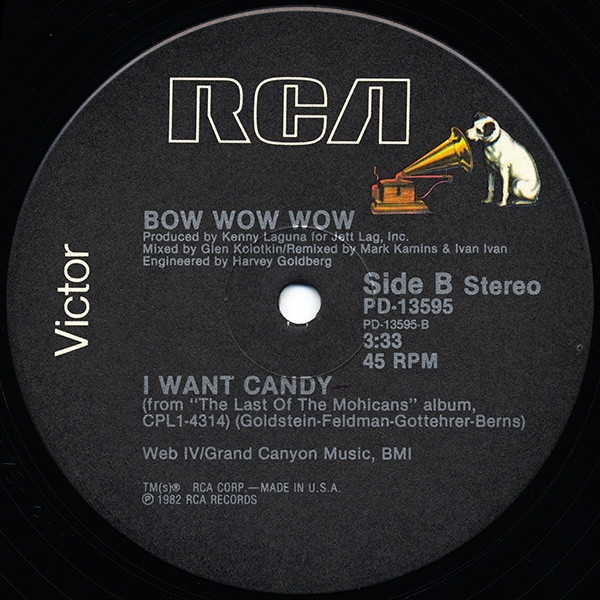 RCA
Victor
BOW WOW WOW
Produced by Kenny Laguna for Jett Lag, Inc.
Mixed by Glen Kolotkin/Remixed by Mark Kamins & Ivan Ivan
Engineered by Harvey Goldberg
Side B Stereo
PD-13595
PD-13595-B
3:33
45 RPM
I WANT CANDY
(from "The Last Of The Mohicans" album,
CPL1-4314) (Goldstein-Feldman-Gottehrer-Berns)
Web IV/Grand Canyon Music, BMI
TM(s)® RCA CORP.—MADE IN U.S.A.
℗ 1982 RCA RECORDS